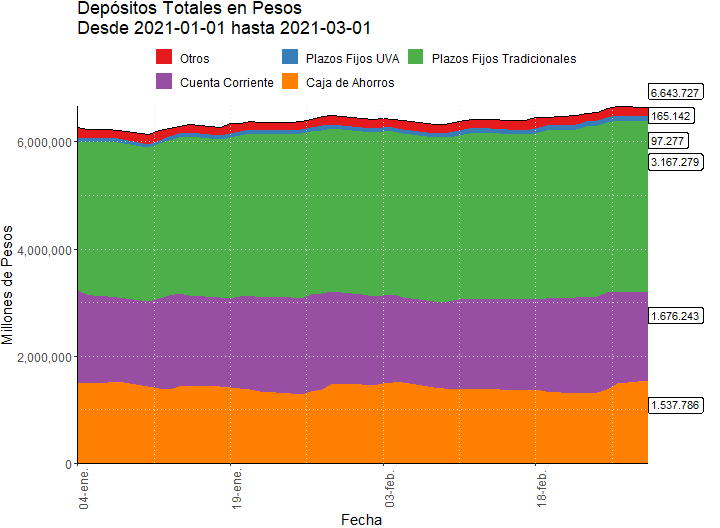 Depósitos Totales en Pesos
Desde 2021-01-01 hasta 2021-03-01
Otros
Plazos Fijos UVA
Plazos Fijos Tradicionales
Cuenta Corriente
Caja de Ahorros
Millones de Pesos
6,000,000
4,000,000
2,000,000
0
6.643.727
165.142
97.277
3.167.279
1.676.243
1.537.786
04-ene.
19-ene.
03-feb.
18-feb.
Fecha